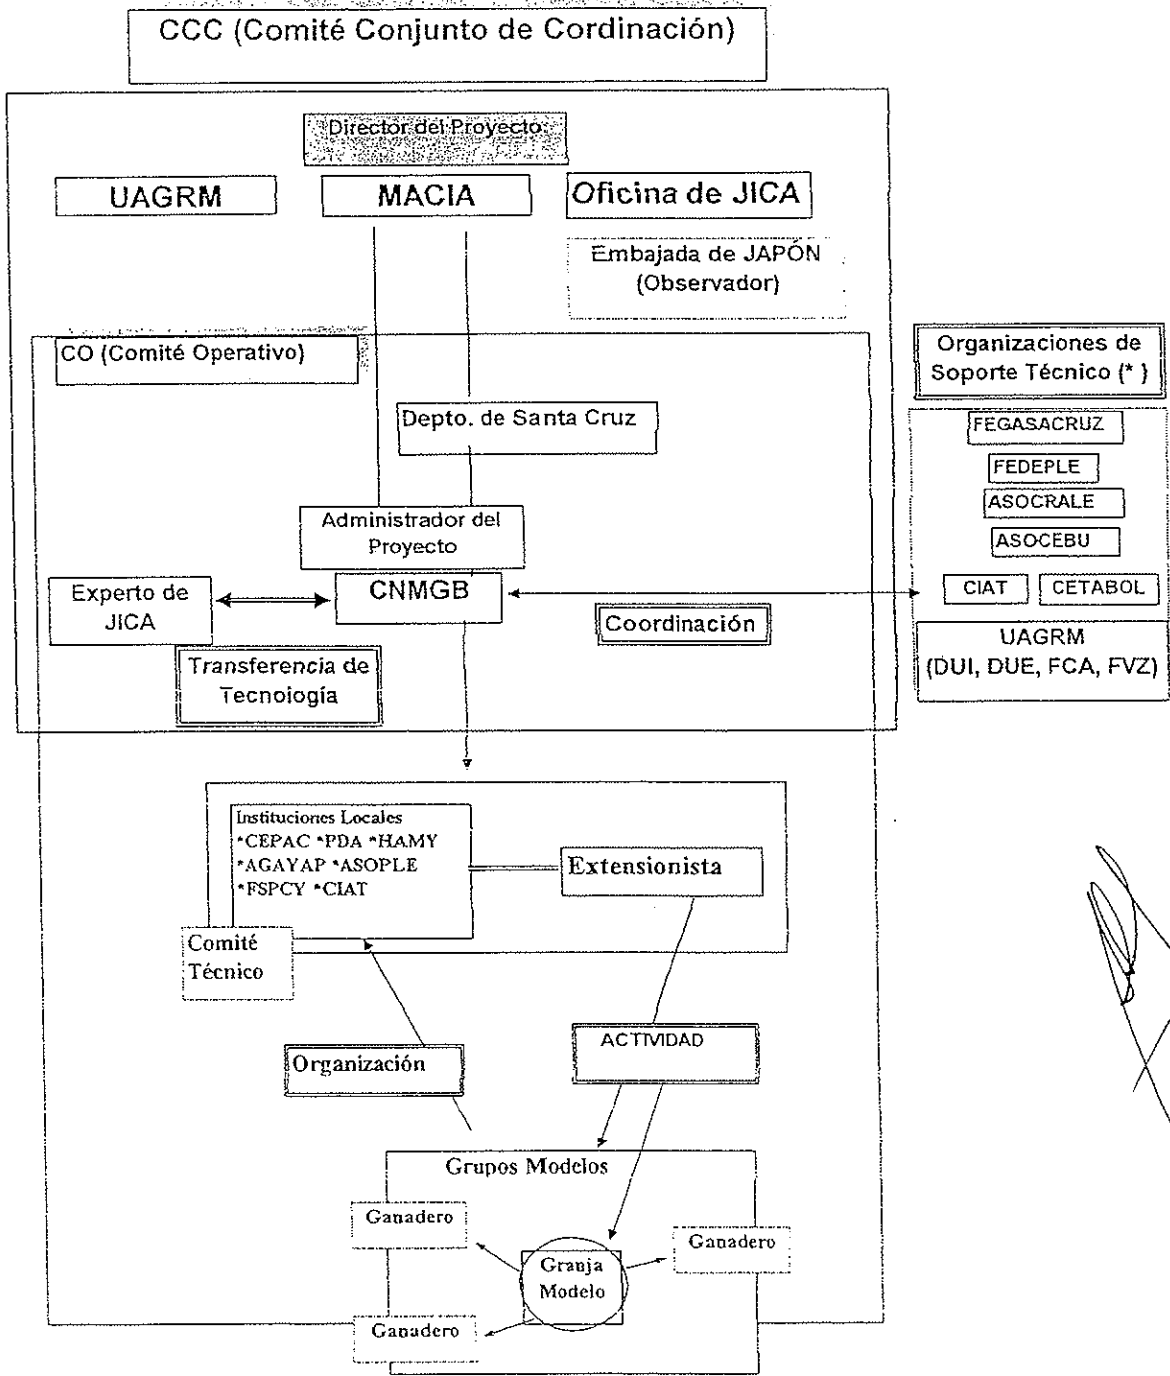 CCC (Comité Conjunto de Cordinación)
Director del Proyecto
UAGRM
MACIA
Oficina de JICA
Embajada de JAPÓN
(Observador)
CO (Comité Operativo)
Depto. de Santa Cruz
Administrador del
Proyecto
CNMGB
Experto de
JICA
Transferencia de
Tecnología
Coordinación
Organizaciones de
Soporte Técnico (* )
FEGASACRUZ
FEDEPLE
ASOCRALE
ASOCEBU
CIAT
CETABOL
UAGRM
(DUI, DUE, FCA, FVZ)
Instituciones Locales
*CEPAC *PDA *HAMY
*AGAYAP *ASOPLE
*FSPCY *CIAT
Extensionista
Comité
Técnico
Organización
ACTIVIDAD
Grupos Modelos
Ganadero
Ganadero
Granja
Modelo
Ganadero